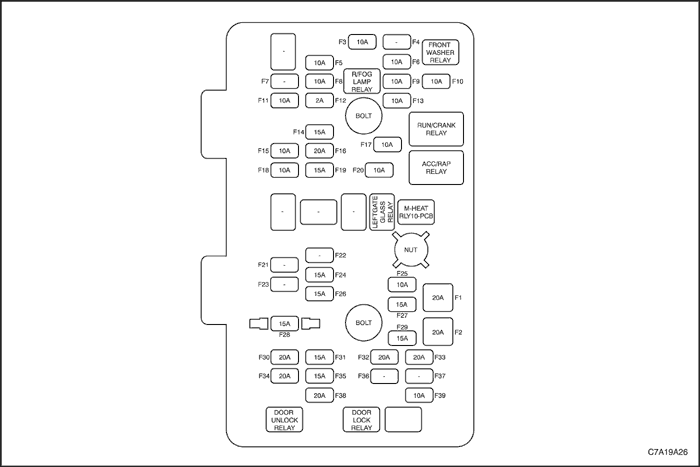 F3 10A - F4
-
FRONT
WASHER
RELAY
10A F5
10A F6
F7 - 10A F8
R/FOG
LAMP
RELAY
10A F9 10A F10
F11 10A 2A F12
10A F13
BOLT
RUN/CRANK
RELAY
F14 15A
F17 10A
F15 10A 20A F16
ACC/RAP
RELAY
F18 10A 15A F19
F20 10A
-
-
-
LEFTGATE
GLASS
RELAY
M-HEAT
RLY10-PCB
NUT
- F22
F21 -
15A F24
F25
10A
F23 -
15A F26
20A F1
15A
F27
15A
F28
BOLT
F29
15A
20A F2
F30 20A 15A F31
F32 20A 20A F33
F34 20A 15A F35
F36 - - F37
20A F38
10A F39
DOOR
UNLOCK
RELAY
DOOR
LOCK
RELAY
C7A19A26